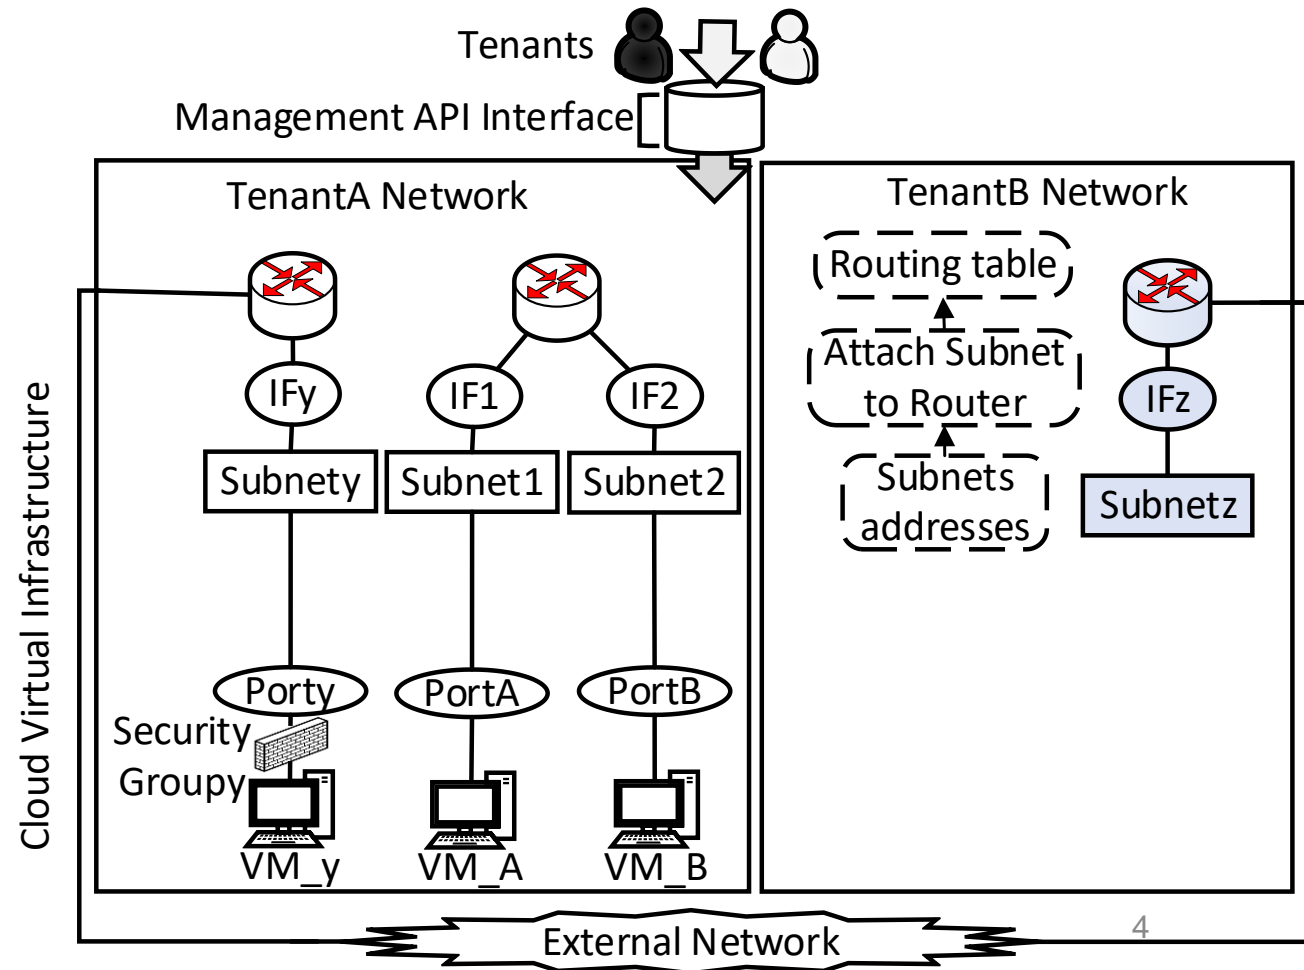 Tenants
Management API Interface
TenantA Network
TenantB Network
Routing table
Attach Subnet
to Router
Subnets
addresses
IFy
IF1
IF2
IFz
Subnety
Subnet1
Subnet2
Subnetz
Porty
PortA
PortB
Security
Groupy
VM_y
VM_A
VM_B
Cloud Virtual Infrastructure
External Network
4